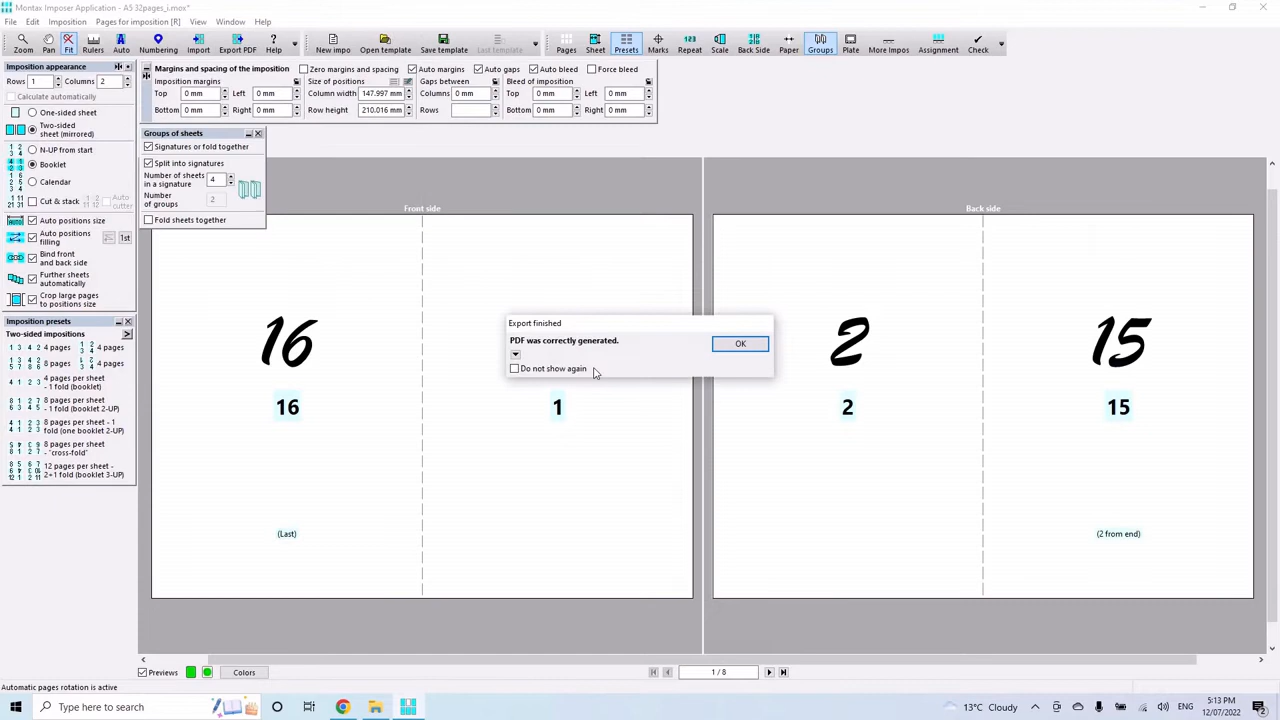 Montax Imposer Application - A5 32pages_i.mox*
File Edit Imposition Pages for imposition [R] View Window Help
Zoom Pan Fit Rulers Auto Numbering Import Export PDF Help New impo Open template Save template Last template Pages Sheet Presets Marks Repeat Scale Back Side Paper Groups Plate More Impos Assignment Check
Imposition appearance
Rows 1 Columns 2
Calculate automatically
One-sided sheet
Two-sided
sheet (mirrored)
N-UP from start
Booklet
Calendar
Cut & stack
Auto
cutter
Auto positions size
Auto positions
filling
1st
Bind front
and back side
Further sheets
automatically
Crop large pages
to positions size
Imposition presets
Two-sided impositions
4 pages 4 pages
8 pages 8 pages
4 pages per sheet
- 1 fold (booklet)
8 pages per sheet
- 1 fold (booklet 2-UP)
8 pages per sheet - 1
fold (one booklet 2-UP)
8 pages per sheet
- "cross-fold"
12 pages per sheet -
2+1 fold (booklet 3-UP)
Margins and spacing of the imposition Zero margins and spacing Auto margins Auto gaps Auto bleed Force bleed
Imposition margins Size of positions Gaps between Bleed of imposition
Top 0 mm Left 0 mm Column width 147.997 mm Columns 0 mm Top 0 mm Left 0 mm
Bottom 0 mm Right 0 mm Row height 210.016 mm Rows Bottom 0 mm Right 0 mm
Groups of sheets
Signatures or fold together
Split into signatures
Number of sheets
in a signature 4
Number
of groups 2
Fold sheets together
Front side
Back side
16
16
(Last)
1
2
2
15
15
(2 from end)
Export finished
PDF was correctly generated.
OK
Do not show again
Previews
Colors
1 / 8
Automatic pages rotation is active
Type here to search
13°C Cloudy
ENG
5:13 PM
12/07/2022
2